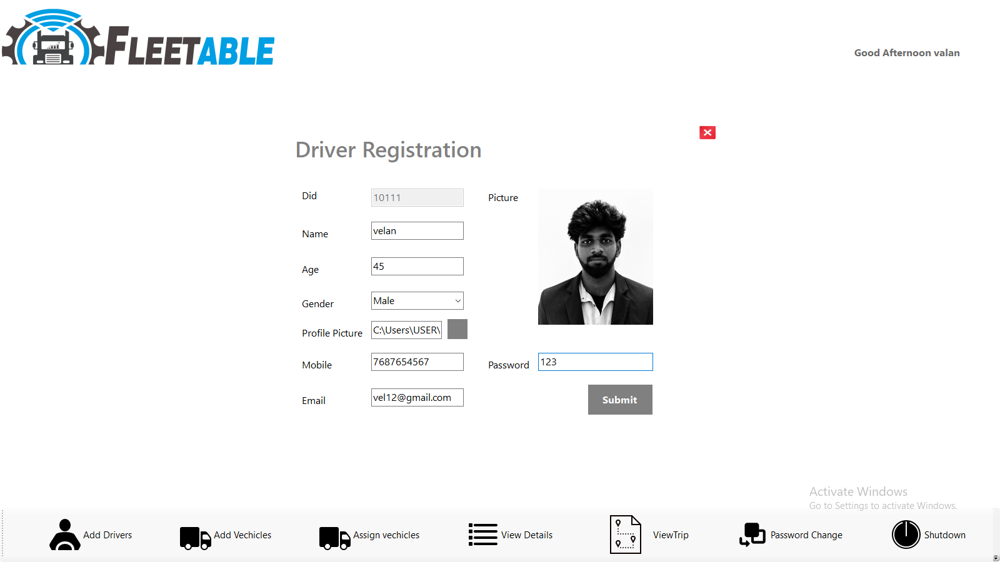 FLEETABLE
Good Afternoon valan
Driver Registration
Did 10111 Picture
Name velan
Age 45
Gender Male
Profile Picture C:\Users\USER\
Mobile 7687654567 Password 123
Email vel12@gmail.com Submit
Activate Windows
Go to Settings to activate Windows.
Add Drivers Add Vechicles Assign vechicles View Details ViewTrip Password Change Shutdown